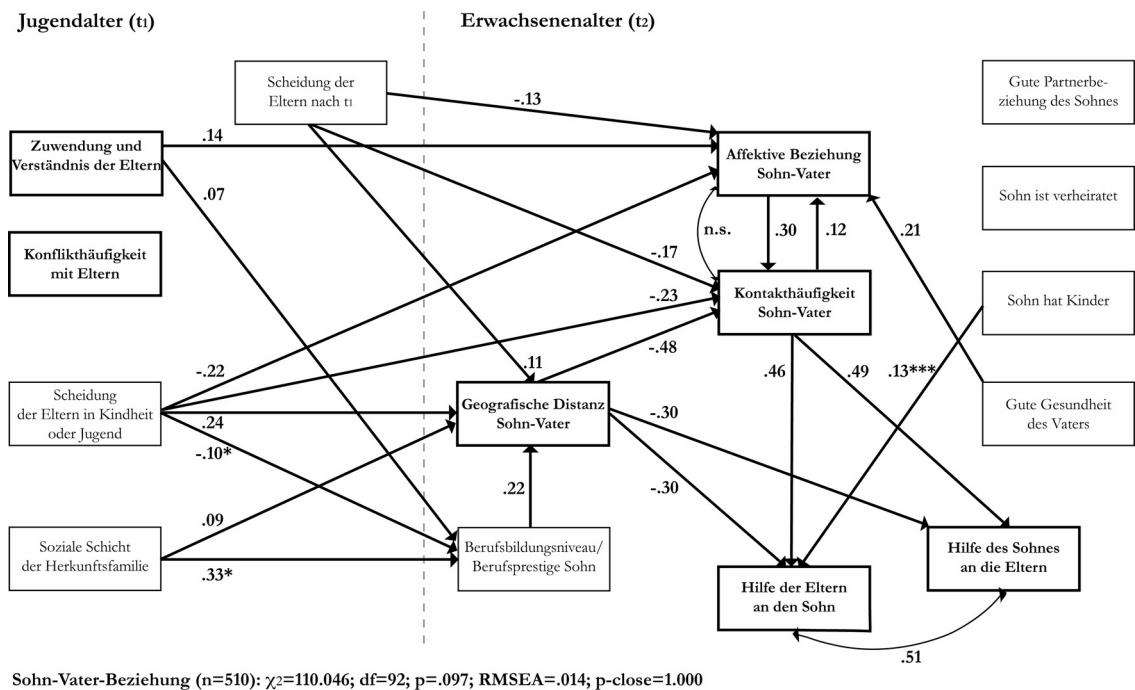 Jugendalter (t1)
Erwachsenenalter (t2)
Scheidung der
Eltern nach t1
Gute Partnerbe-
ziehung des Sohnes
-.13
.14
Zuwendung und
Verständnis der Eltern
Affektive Beziehung
Sohn-Vater
.07
Sohn ist verheiratet
n.s.
.30
.12
.21
Konflikthäufigkeit
mit Eltern
-.17
-.23
Kontakthäufigkeit
Sohn-Vater
Sohn hat Kinder
-.48
-.22
.11
.46
.49
.13***
Scheidung
der Eltern in Kindheit
oder Jugend
.24
-.10*
Geografische Distanz
Sohn-Vater
-.30
-.30
Gute Gesundheit
des Vaters
.22
.09
Soziale Schicht
der Herkunftsfamilie
.33*
Berufsbildungsniveau/
Berufsprestige Sohn
Hilfe des Sohnes
an die Eltern
Hilfe der Eltern
an den Sohn
.51
Sohn-Vater-Beziehung (n=510): χ2=110.046; df=92; p=.097; RMSEA=.014; p-close=1.000